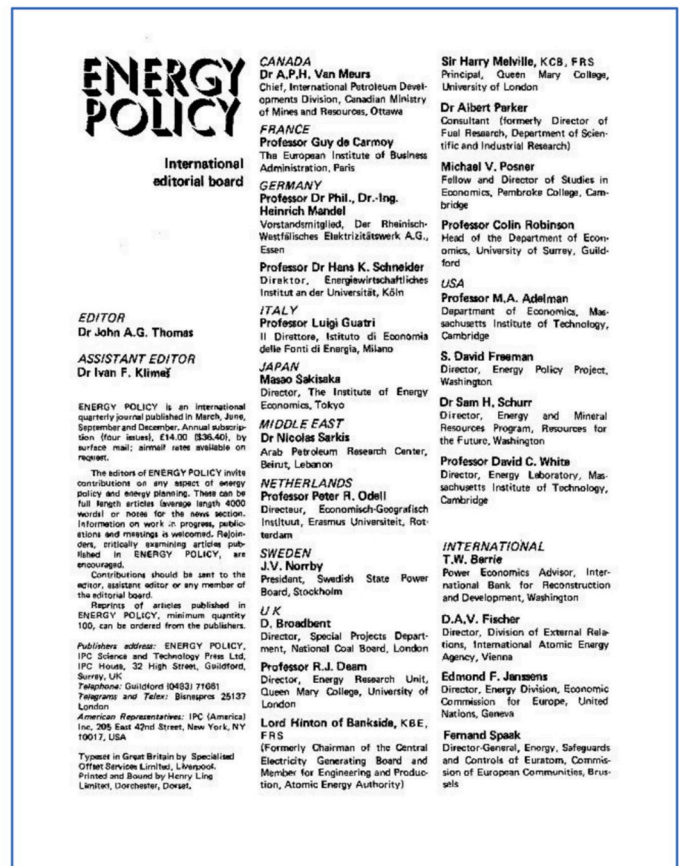 ENERGY
POLICY
International
editorial board
EDITOR
Dr John A.G. Thomas
ASSISTANT EDITOR
Dr Ivan F. Klimeš
ENERGY POLICY is an international
quarterly journal published in March, June,
September and December. Annual subscrip-
tion (four issues), £14.00 ($36.40), by
surface mail; airmail rates available on
request.
The editors of ENERGY POLICY invite
contributions on any aspect of energy
policy and energy planning. These can be
full length articles (average length 4000
words) or notes for the news section.
Information on work in progress, public-
ations and meetings is welcomed. Rejoin-
ders, critically examining articles pub-
lished in ENERGY POLICY, are
encouraged.
Contributions should be sent to the
editor, assistant editor or any member of
the editorial board.
Reprints of articles published in
ENERGY POLICY, minimum quantity
100, can be ordered from the publishers.
Publishers address: ENERGY POLICY,
IPC Science and Technology Press Ltd,
IPC House, 32 High Street, Guildford,
Surrey, UK
Telephone: Guildford (0483) 71661
Telegrams and Telex: Bisnespres 25137
London
American Representatives: IPC (America)
Inc, 205 East 42nd Street, New York, NY
10017, USA
Typeset in Great Britain by Specialised
Offset Services Limited, Liverpool.
Printed and Bound by Henry Ling
Limited, Dorchester, Dorset.
CANADA
Dr A.P.H. Van Meurs
Chief, International Petroleum Devel-
opments Division, Canadian Ministry
of Mines and Resources, Ottawa
FRANCE
Professor Guy de Carmoy
The European Institute of Business
Administration, Paris
GERMANY
Professor Dr Phil., Dr.-Ing.
Heinrich Mandel
Vorstandsmitglied, Der Rheinisch-
Westfälisches Elektrizitätswerk A.G.,
Essen
Professor Dr Hans K. Schneider
Direktor, Energiewirtschaftliches
Institut an der Universität, Köln
ITALY
Professor Luigi Guatri
Il Direttore, Istituto di Economia
delle Fonti di Energia, Milano
JAPAN
Masao Sakisaka
Director, The Institute of Energy
Economics, Tokyo
MIDDLE EAST
Dr Nicolas Sarkis
Arab Petroleum Research Center,
Beirut, Lebanon
NETHERLANDS
Professor Peter R. Odell
Directeur, Economisch-Geografisch
Instituut, Erasmus Universiteit, Rot-
terdam
SWEDEN
J.V. Norrby
President, Swedish State Power
Board, Stockholm
UK
D. Broadbent
Director, Special Projects Depart-
ment, National Coal Board, London
Professor R.J. Deam
Director, Energy Research Unit,
Queen Mary College, University of
London
Lord Hinton of Bankside, KBE,
FRS
(Formerly Chairman of the Central
Electricity Generating Board and
Member for Engineering and Produc-
tion, Atomic Energy Authority)
Sir Harry Melville, KCB, FRS
Principal, Queen Mary College,
University of London
Dr Albert Parker
Consultant (formerly Director of
Fuel Research, Department of Scien-
tific and Industrial Research)
Michael V. Posner
Fellow and Director of Studies in
Economics, Pembroke College, Cam-
bridge
Professor Colin Robinson
Head of the Department of Econ-
omics, University of Surrey, Guild-
ford
USA
Professor M.A. Adelman
Department of Economics, Mas-
sachusetts Institute of Technology,
Cambridge
S. David Freeman
Director, Energy Policy Project,
Washington
Dr Sam H. Schurr
Director, Energy and Mineral
Resources Program, Resources for
the Future, Washington
Professor David C. White
Director, Energy Laboratory, Mas-
sachusetts Institute of Technology,
Cambridge
INTERNATIONAL
T.W. Berrie
Power Economics Advisor, Inter-
national Bank for Reconstruction
and Development, Washington
D.A.V. Fischer
Director, Division of External Rela-
tions, International Atomic Energy
Agency, Vienna
Edmond F. Janssens
Director, Energy Division, Economic
Commission for Europe, United
Nations, Geneva
Fernand Spaak
Director-General, Energy, Safeguards
and Controls of Euratom, Commis-
sion of European Communities, Brus-
sels